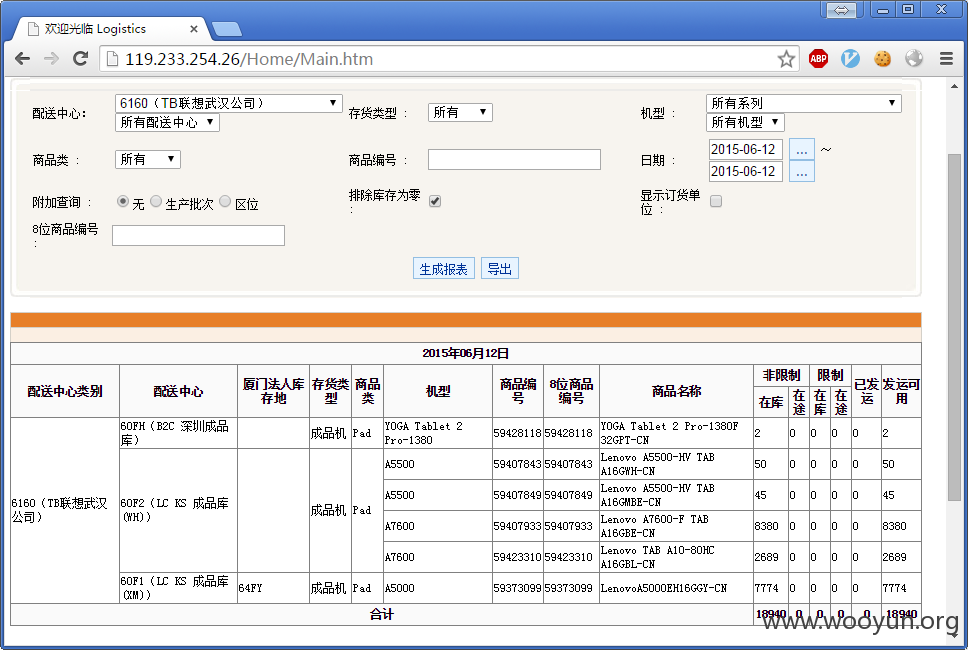 欢迎光临 Logistics
119.233.254.26/Home/Main.htm
ABP
配送中心：
6160（TB联想武汉公司）
所有配送中心
存货类型 ：
所有
机型 ：
所有系列
所有机型
商品类 ：
所有
商品编号 ：
日期 ：
2015-06-12 ... ~
2015-06-12 ...
附加查询 ：
无 生产批次 区位
排除库存为零 ：
显示订货单位 ：
8位商品编号 ：
生成报表 导出
2015年06月12日
配送中心类别 配送中心 厦门法人库存地 存货类型 商品类 机型 商品编号 8位商品编号 商品名称 非限制 限制 已发运 发运可用
在库 在途 在库 在途
6160（TB联想武汉公司）
60FH（B2C 深圳成品库） 成品机 Pad YOGA Tablet 2 Pro-1380 59428118 59428118 YOGA Tablet 2 Pro-1380F 32GPT-CN 2 0 0 0 0 2
60F2（LC KS 成品库(WH)） 成品机 Pad
A5500 59407843 59407843 Lenovo A5500-HV TAB A16GWH-CN 50 0 0 0 0 50
A5500 59407849 59407849 Lenovo A5500-HV TAB A16GMBE-CN 45 0 0 0 0 45
A7600 59407933 59407933 Lenovo A7600-F TAB A16GBE-CN 8380 0 0 0 0 8380
A7600 59423310 59423310 Lenovo TAB A10-80HC A16GBL-CN 2689 0 0 0 0 2689
60F1（LC KS 成品库(XM)） 64FY 成品机 Pad A5000 59373099 59373099 LenovoA5000EH16GGY-CN 7774 0 0 0 0 7774
合计 18940 0 0 0 0 18940
www.wooyun.org